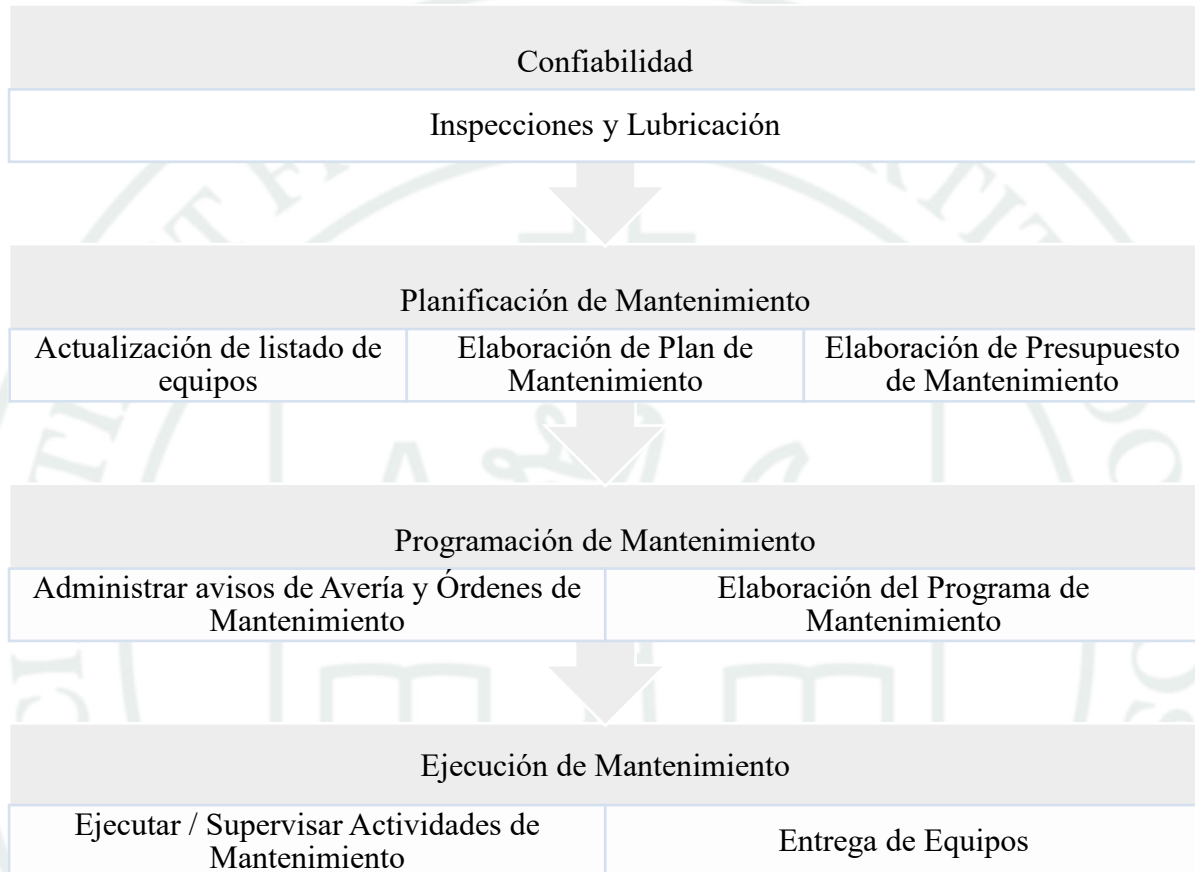 Confiabilidad
Inspecciones y Lubricación
Planificación de Mantenimiento
Actualización de listado de
equipos
Elaboración de Plan de
Mantenimiento
Elaboración de Presupuesto
de Mantenimiento
Programación de Mantenimiento
Administrar avisos de Avería y Órdenes de
Mantenimiento
Elaboración del Programa de
Mantenimiento
Ejecución de Mantenimiento
Ejecutar / Supervisar Actividades de
Mantenimiento
Entrega de Equipos